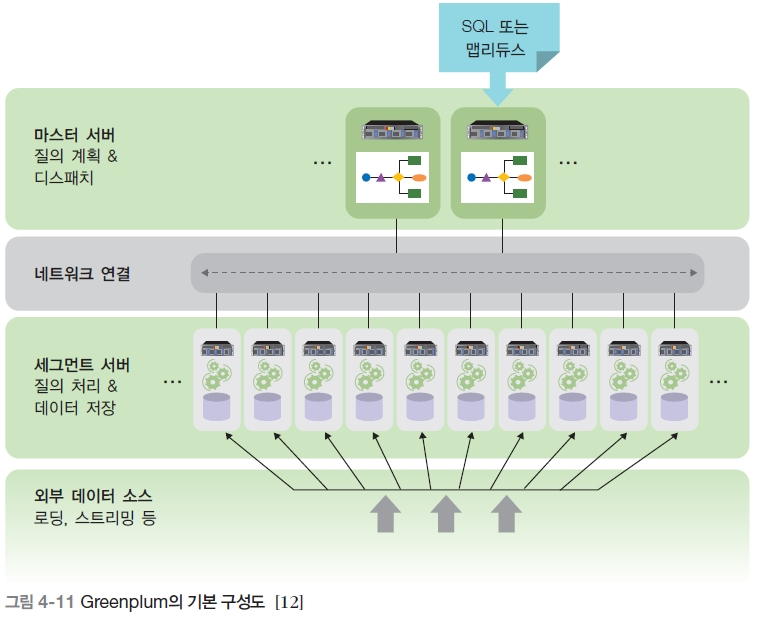 SQL 또는
맵리듀스
마스터 서버
질의 계획 &
디스패치
...
...
네트워크 연결
세그먼트 서버
질의 처리 &
데이터 저장
...
...
외부 데이터 소스
로딩, 스트리밍 등
그림 4-11 Greenplum의 기본 구성도 [12]